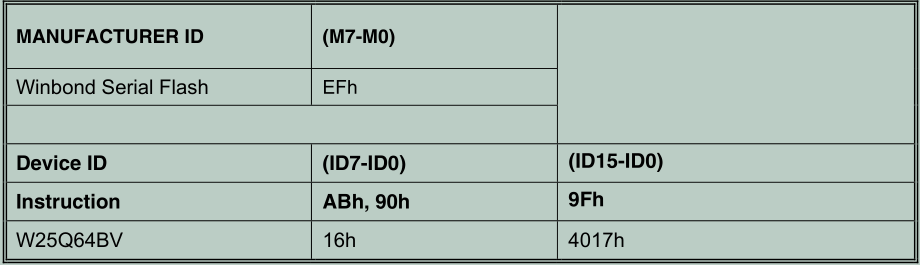 MANUFACTURER ID (M7-M0)
Winbond Serial Flash EFh
Device ID (ID7-ID0) (ID15-ID0)
Instruction ABh, 90h 9Fh
W25Q64BV 16h 4017h